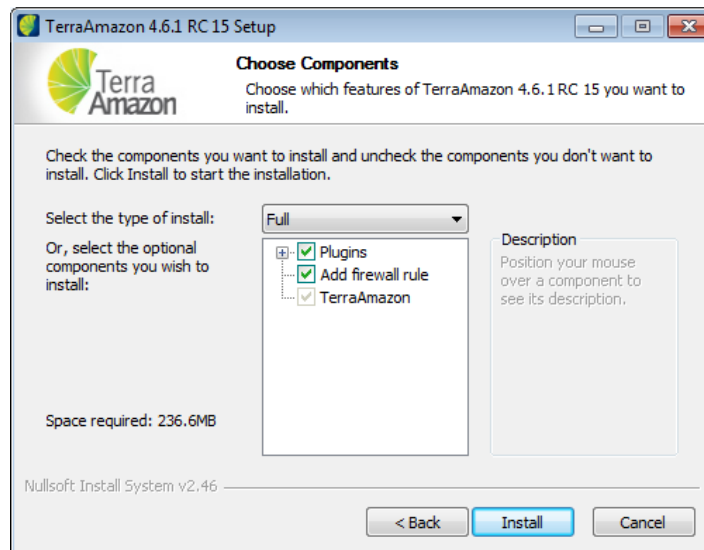 TerraAmazon 4.6.1 RC 15 Setup
Terra
Amazon
Choose Components
Choose which features of TerraAmazon 4.6.1 RC 15 you want to
install.
Check the components you want to install and uncheck the components you don't want to
install. Click Install to start the installation.
Select the type of install:
Full
Or, select the optional
components you wish to
install:
Plugins
Add firewall rule
TerraAmazon
Description
Position your mouse
over a component to
see its description.
Space required: 236.6MB
Nullsoft Install System v2.46
< Back
Install
Cancel